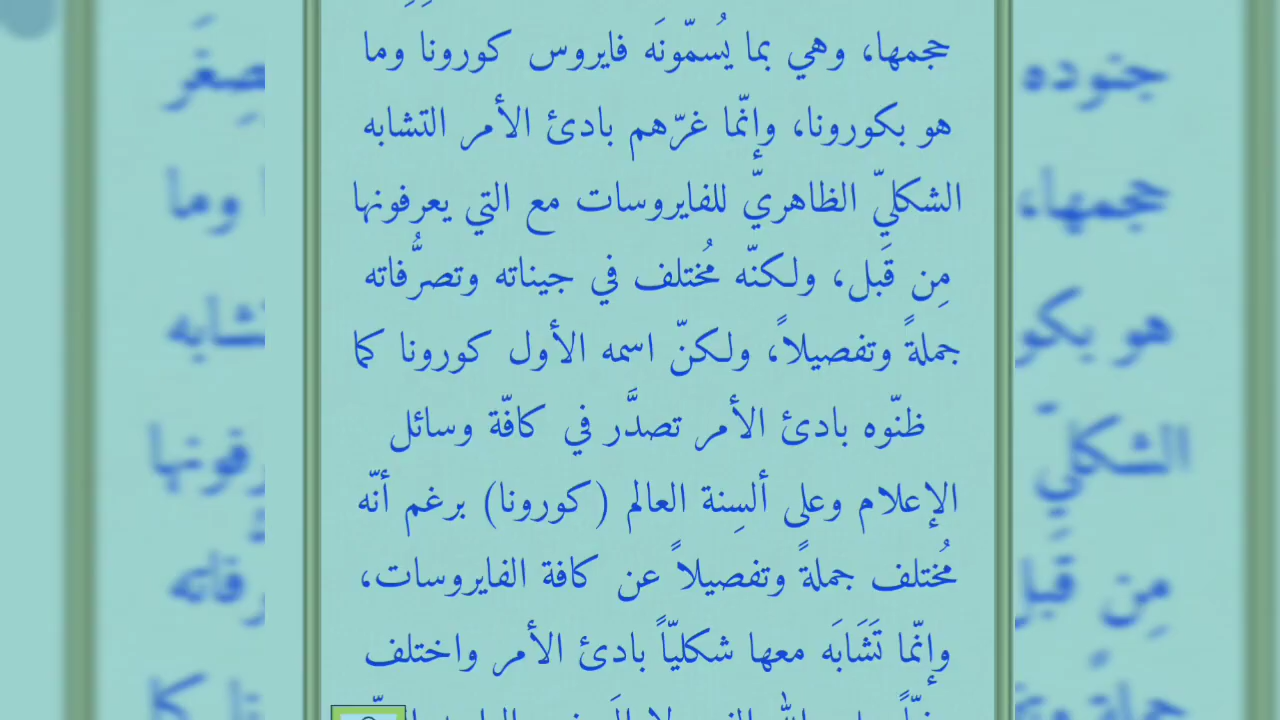 حجمها، وهي بما يُسمّونَه فايروس كورونا وما
هو بكورونا، وإنّما غرّهم بادئ الأمر التشابه
الشكليّ الظاهريّ للفايروسات مع التي يعرفونها
مِن قَبل، ولكنّه مُختلف في جيناته وتصرُّفاته
جملةً وتفصيلاً، ولكنّ اسمه الأول كورونا كما
ظنّوه بادئ الأمر تصدَّر في كافّة وسائل
الإعلام وعلى ألسِنة العالم (كورونا) برغم أنّه
مُختلف جملةً وتفصيلاً عن كافة الفايروسات،
وإنّما تَشَابَه معها شكليّاً بادئ الأمر واختلف